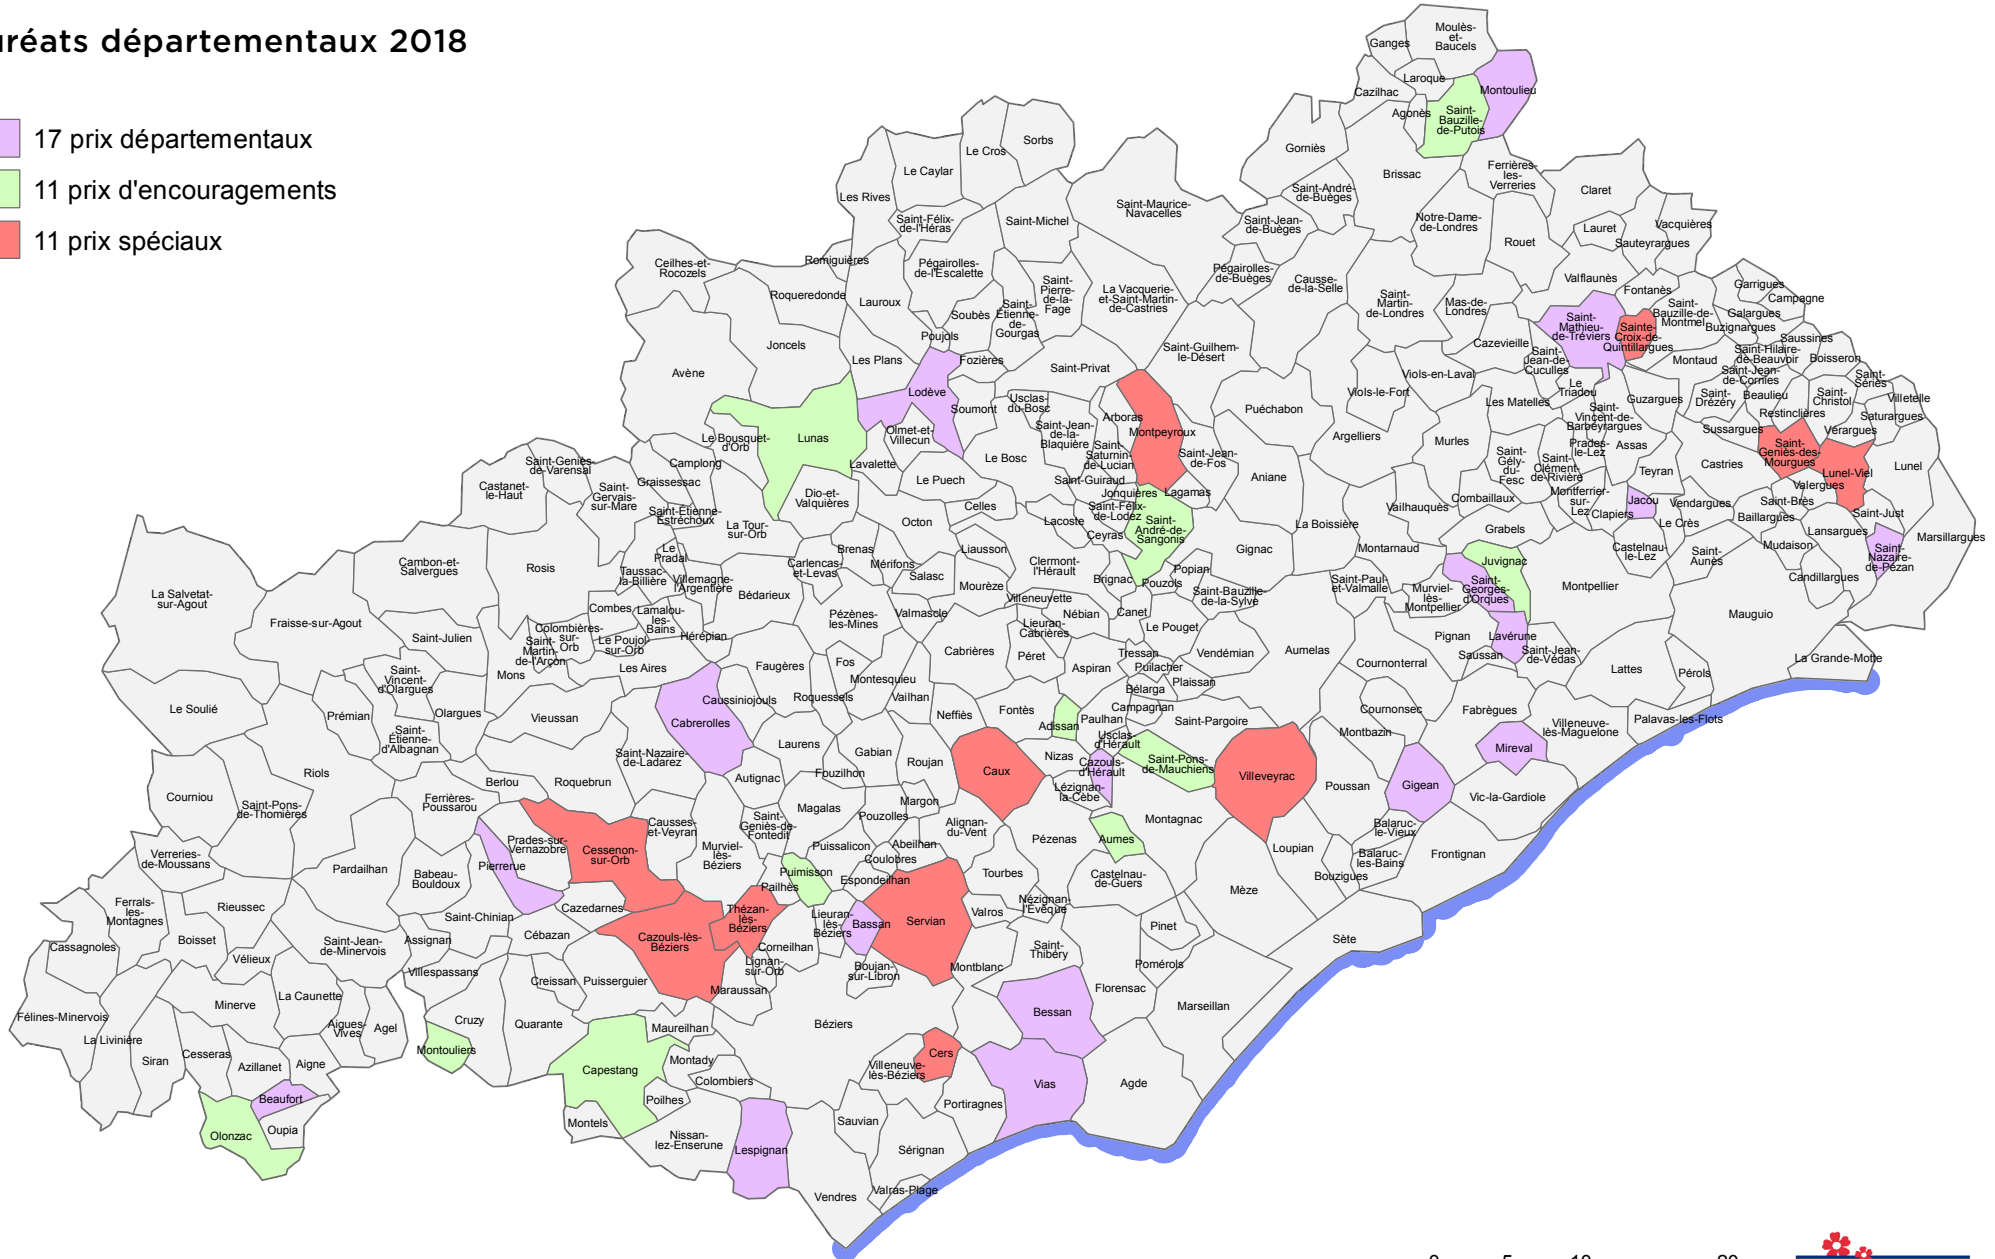 uréats départementaux 2018
17 prix départementaux
11 prix d'encouragements
11 prix spéciaux
Moulès-
et-
Baucels
Ganges
Laroque
Montoulieu
Cazilhac
Agonès
Saint-
Bauzille-
de-Putois
Gorniès
Brissac
Ferrières-
les-
Verreries
Claret
Sorbs
Le Cros
Le Caylar
Les Rives
Saint-Félix-
de-l'Héras
Saint-Michel
Saint-Maurice-
Navacelles
Saint-André-
de-Buèges
Saint-Jean-
de-Buèges
Notre-Dame-
de-Londres
Rouet
Lauret
Vacquières
Sauteyrargues
Ceilhes-et-
Rocozels
Romiguières
Roqueredonde
Pégairolles-
de-l'Escalette
Lauroux
Soubès
Saint-
Étienne-
de-
Gourgas
Saint-
Pierre-
de-la-
Fage
La Vacquerie-
et-Saint-Martin-
de-Castries
Pégairolles-
de-Buèges
Causse-
de-la-Selle
Saint-
Martin-
de-Londres
Mas-de-
Londres
Valflaunès
Fontanès
Garrigues
Campagne
Galargues
Buzignargues
Saint-
Bauzille-de-
Montmel
Saint-
Mathieu-
de-Tréviers
Sainte-
Croix-de-
Quintillargues
Saussines
Boisseron
Saint-Hilaire-
de-Beauvoir
Montaud
Saint-Jean-
de-Cornies
Saint-
Séries
Villetelle
Avène
Joncels
Les Plans
Poujols
Fozières
Lodève
Soumont
Saint-Privat
Saint-Guilhem-
le-Désert
Cazevieille
Saint-
Jean-de-
Cuculles
Viols-en-Laval
Viols-le-Fort
Le
Triadou
Les Matelles
Saint-
Vincent-de-
Barbeyrargues
Guzargues
Saint-
Drézéry
Beaulieu
Restinclières
Saint-
Christol
Saturargues
Vérargues
Sussargues
Lunas
Le Bousquet-
d'Orb
Olmet-et-
Villecun
Lavalette
Usclas-
du-Bosc
Saint-Jean-
de-la-
Blaquière
Le Bosc
Arboras
Montpeyroux
Saint-
Saturnin-
de-Lucian
Saint-Guiraud
Saint-Jean-
de-Fos
Puéchabon
Argelliers
Murles
Saint-
Gély-
du-
Fesc
Prades-
le-Lez
Assas
Saint-
Clément-
de-Rivière
Teyran
Castries
Saint-
Geniès-des-
Mourgues
Lunel-Viel
Lunel
Valergues
Saint-Geniès-
de-Varensal
Castanet-
le-Haut
Camplong
Graissessac
Saint-
Gervais-
sur-Mare
Saint-Étienne-
Estréchoux
La Tour-
sur-Orb
Dio-et-
Valquières
Le Puech
Celles
Octon
Jonquières
Lagamas
Saint-Félix-
de-Lodez
Lacoste
Ceyras
Saint-
André-de-
Sangonis
Aniane
La Boissière
Vailhauquès
Combaillaux
Montferrier-
sur-
Lez
Clapiers
Jacou
Vendargues
Le Crès
Saint-Brès
Baillargues
Saint-Just
Lansargues
Mudaison
Marsillargues
Saint-
Nazaire-
de-Pézan
Grabels
Castelnau-
le-Lez
Saint-
Aunès
Candillargues
La Salvetat-
sur-Agout
Fraisse-sur-Agout
Cambon-et-
Salvergues
Rosis
Le
Pradal
Taussac-
la-Billière
Villemagne-
l'Argentière
Bédarieux
Carlencas-
et-Levas
Brenas
Mérifons
Liausson
Salasc
Mourèze
Clermont-
l'Hérault
Brignac
Popian
Pouzols
Gignac
Montarnaud
Saint-Bauzille-
de-la-Sylve
Saint-Paul-
et-Valmalle
Murviel-
lès-
Montpellier
Juvignac
Saint-
Georges-
d'Orques
Montpellier
Mauguio
La Grande-Motte
Combes
Lamalou-
les-
Bains
Pézènes-
les-Mines
Valmascle
Villeneuvette
Nébian
Canet
Lieuran-
Cabrières
Le Pouget
Pignan
Lavérune
Saussan
Saint-Jean-
de-Védas
Lattes
Pérols
Saint-Julien
Colombières-
sur-
Orb
Saint-
Martin-
de-l'Arçon
Le Poujol-
sur-Orb
Hérépian
Les Aires
Mons
Faugères
Fos
Montesquieu
Cabrières
Péret
Aspiran
Tressan
Puilacher
Vendémian
Plaissan
Aumelas
Cournonterral
Le Soulié
Saint-
Vincent-
d'Olargues
Prémian
Olargues
Saint-
Étienne-
d'Albagnan
Vieussan
Cabrerolles
Caussiniojouls
Roquessels
Vailhan
Neffiès
Fontès
Adissan
Bélarga
Campagnan
Paulhan
Usclas-
d'Hérault
Saint-Pargoire
Cournonsec
Montbazin
Fabrègues
Mireval
Villeneuve-
lès-Maguelone
Palavas-les-Flots
Courniou
Riols
Saint-Pons-
de-Thomières
Ferrières-
Poussarou
Berlou
Roquebrun
Saint-Nazaire-
de-Ladarez
Laurens
Autignac
Gabian
Fouzilhon
Roujan
Caux
Nizas
Cazouls-
d'Hérault
Lézignan-
la-Cèbe
Saint-Pons-
de-Mauchiens
Villeveyrac
Poussan
Gigean
Vic-la-Gardiole
Verreries-
de-Moussans
Pardailhan
Prades-sur-
Vernazobre
Pierrerue
Babeau-
Bouldoux
Cessenon-
sur-Orb
Causses-
et-Veyran
Murviel-
lès-
Béziers
Saint-
Geniès-de-
Fontedit
Magalas
Margon
Pouzolles
Puissalicon
Abeilhan
Coulobres
Alignan-
du-Vent
Pézenas
Aumes
Montagnac
Loupian
Balaruc-
le-Vieux
Balaruc-
les-Bains
Bouzigues
Frontignan
Puimisson
Pailhès
Espondeilhan
Tourbes
Castelnau-
de-Guers
Mèze
Ferrals-
les-
Montagnes
Rieussec
Boisset
Cassagnoles
Vélieux
Saint-Jean-
de-Minervois
Saint-Chinian
Assignan
Cazedarnes
Cébazan
Cazouls-lès-
Béziers
Thézan-
lès-
Béziers
Corneilhan
Lieuran-
lès-
Béziers
Bassan
Servian
Valros
Nézignan-
l'Évêque
Saint-
Thibéry
Pinet
Pomérols
Sète
Villespassans
Creissan
Puisserguier
Lignan-
sur-Orb
Maraussan
Boujan-
sur-Libron
Montblanc
Florensac
Marseillan
Minerve
La Caunette
Félines-Minervois
La Livinière
Siran
Cesseras
Azillanet
Aigues-
Vives
Agel
Aigne
Cruzy
Quarante
Montouliers
Maureilhan
Béziers
Bessan
Capestang
Montady
Colombiers
Poilhes
Villeneuve-
lès-Béziers
Cers
Vias
Agde
Portiragnes
Beaufort
Olonzac
Oupia
Montels
Nissan-
lez-Enserune
Lespignan
Sauvian
Sérignan
Vendres
Valras-Plage
0 5 10 20